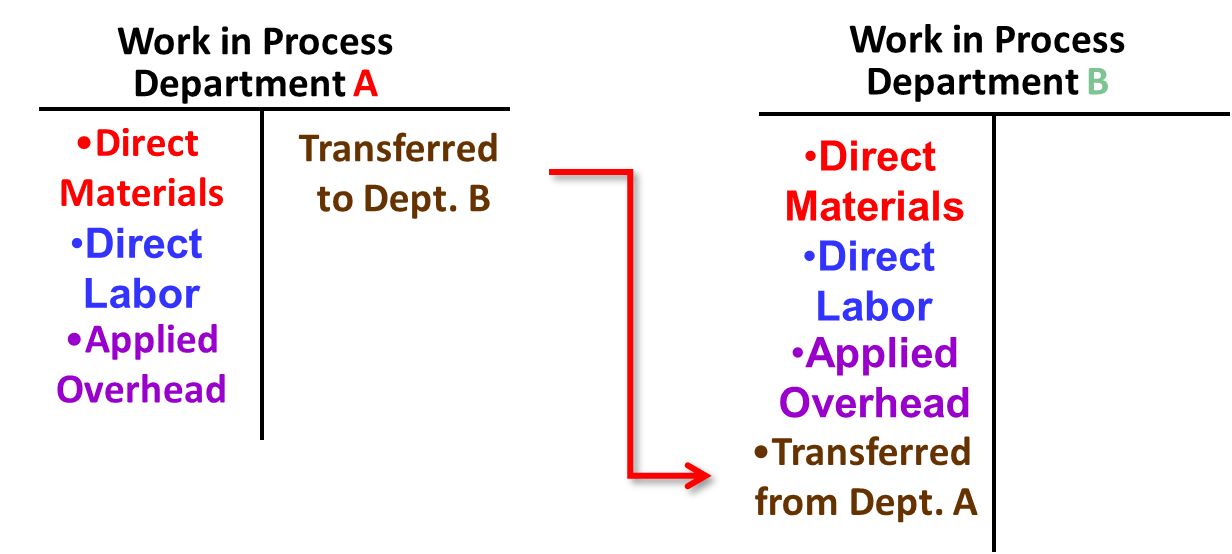 Work in Process
Department A
•Direct
Materials
•Direct
Labor
•Applied
Overhead
Transferred
to Dept. B
Work in Process
Department B
•Direct
Materials
•Direct
Labor
•Applied
Overhead
•Transferred
from Dept. A